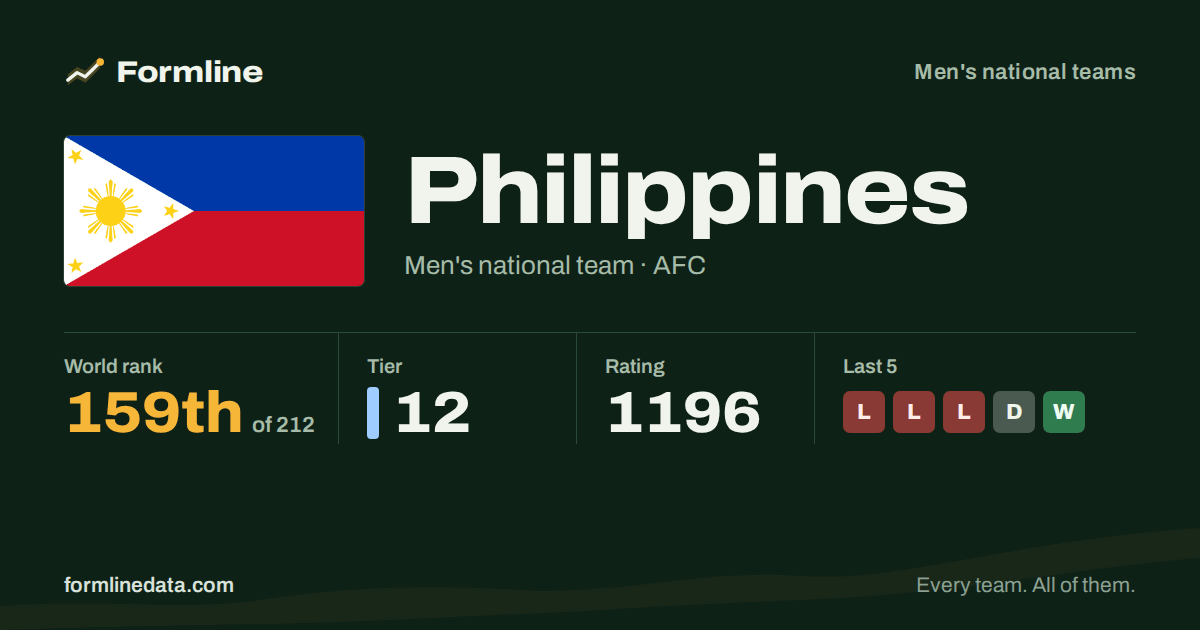 Formline
Men's national teams
Philippines
Men's national team · AFC
World rank
159th of 212
Tier
12
Rating
1196
Last 5
L L L D W
formlinedata.com
Every team. All of them.